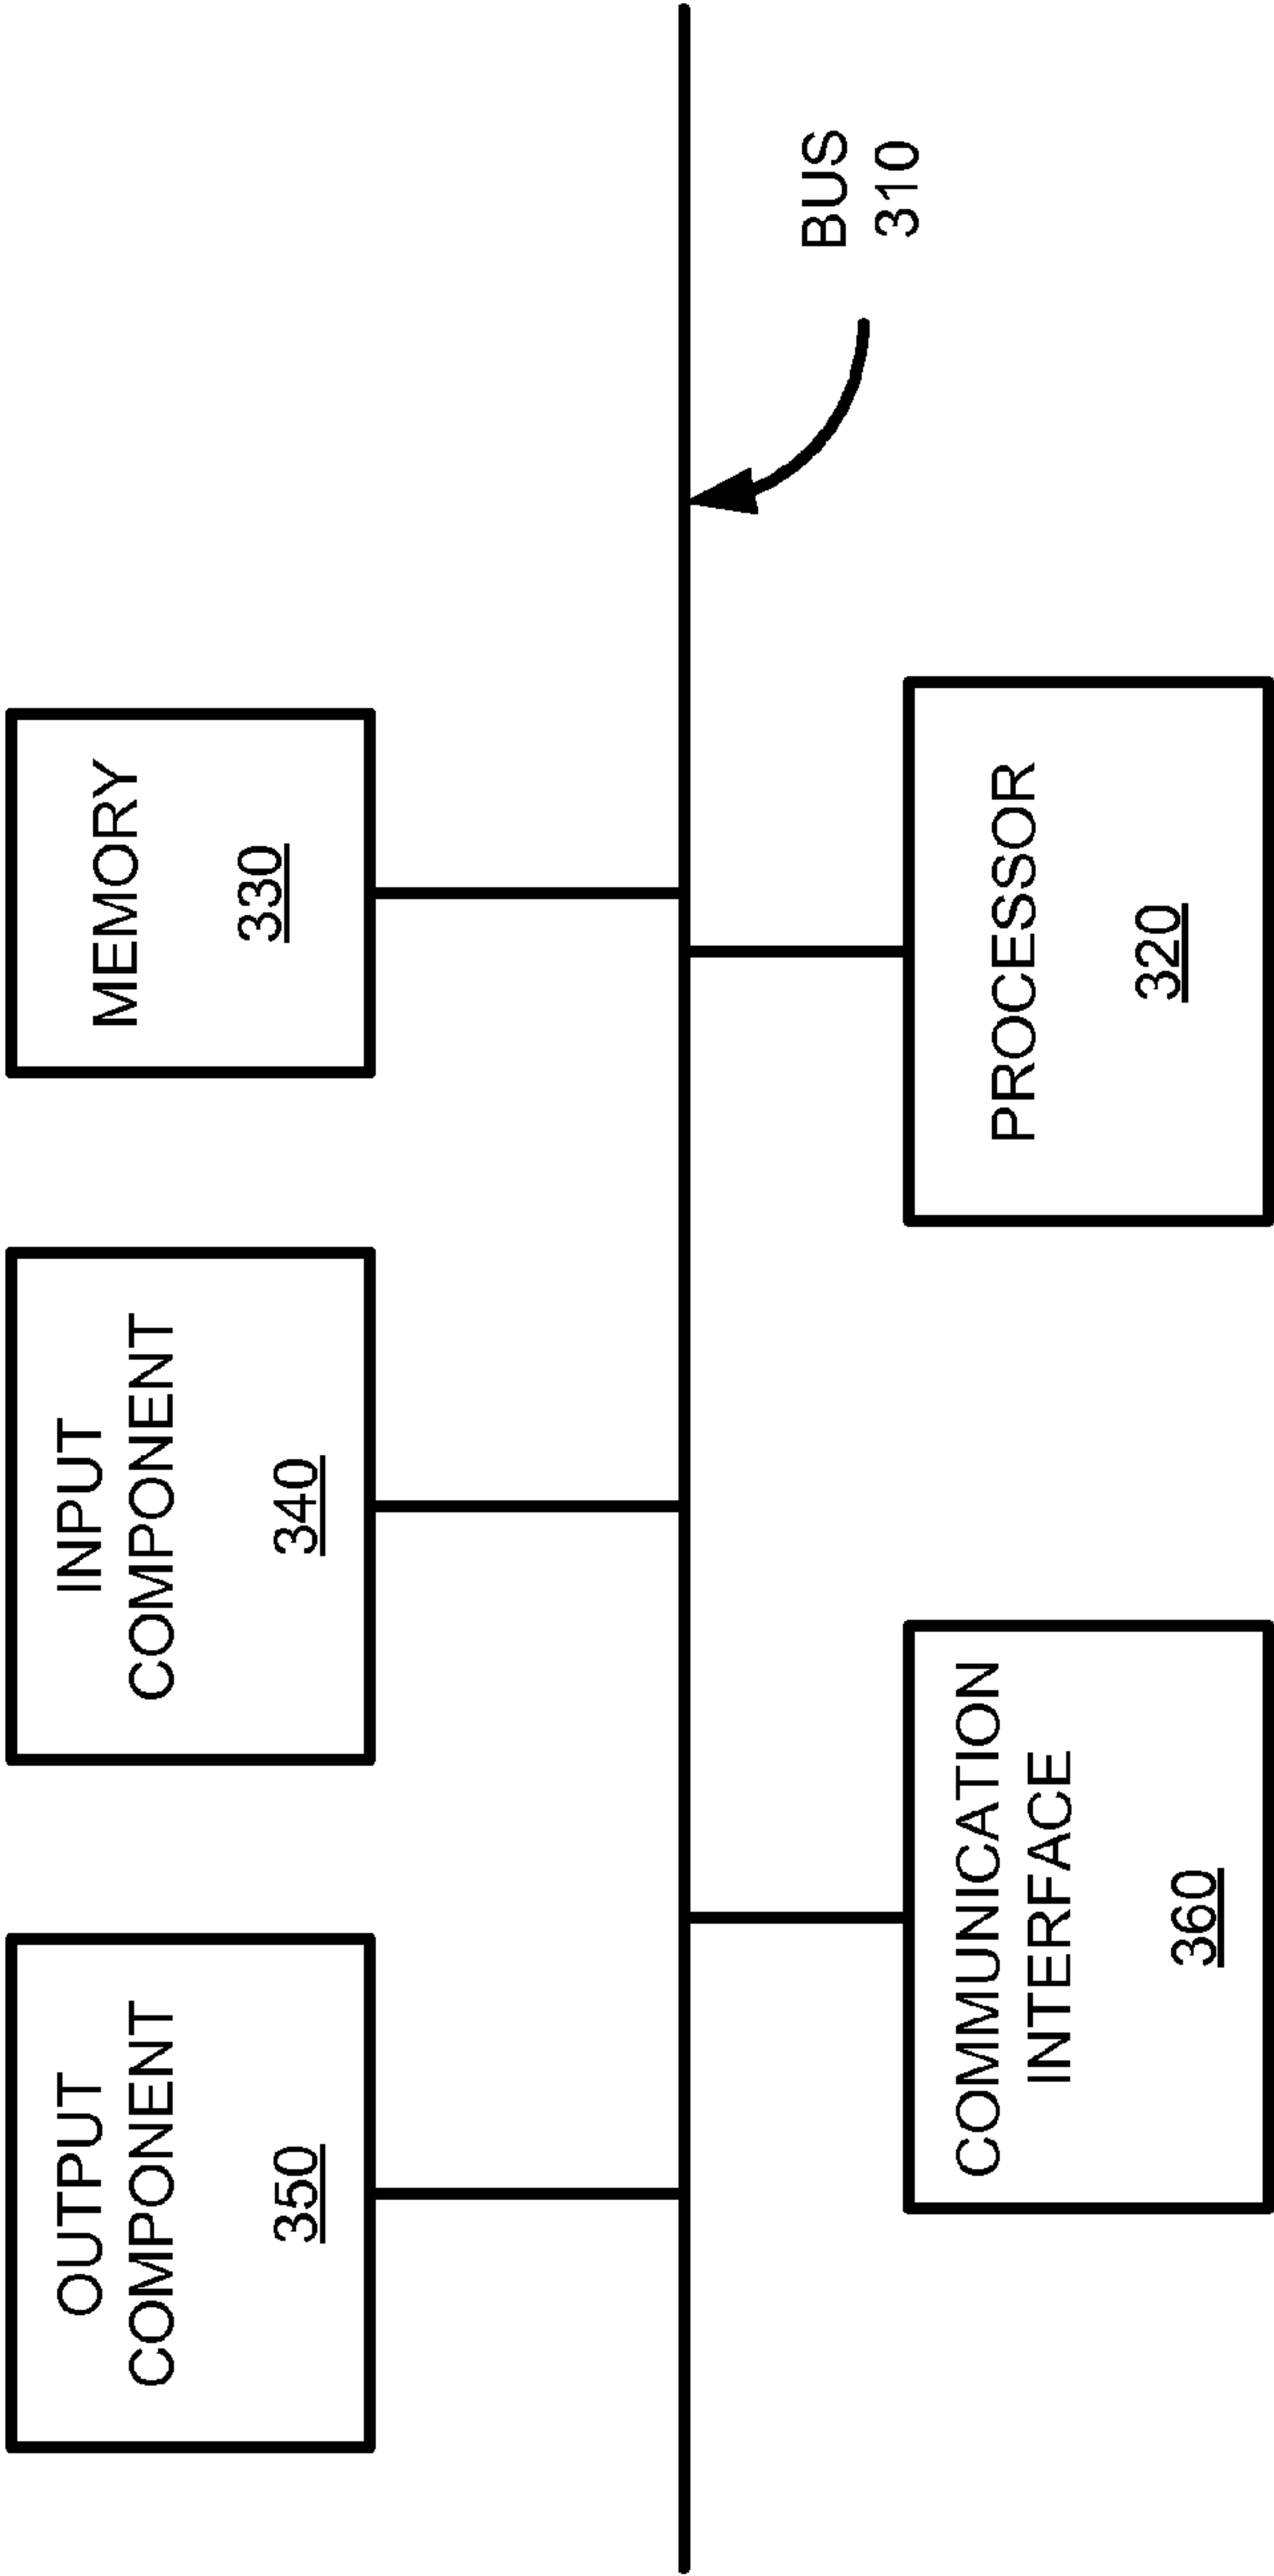 OUTPUT
COMPONENT
350
INPUT
COMPONENT
340
MEMORY
330
BUS
310
COMMUNICATION
INTERFACE
360
PROCESSOR
320